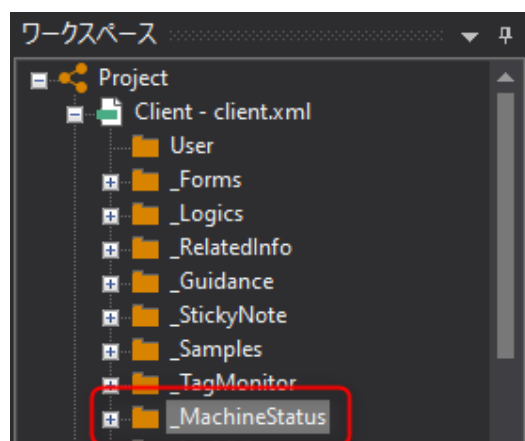 ワークスペース
Project
Client - client.xml
User
_Forms
_Logics
_RelatedInfo
_Guidance
_StickyNote
_Samples
_TagMonitor
_MachineStatus